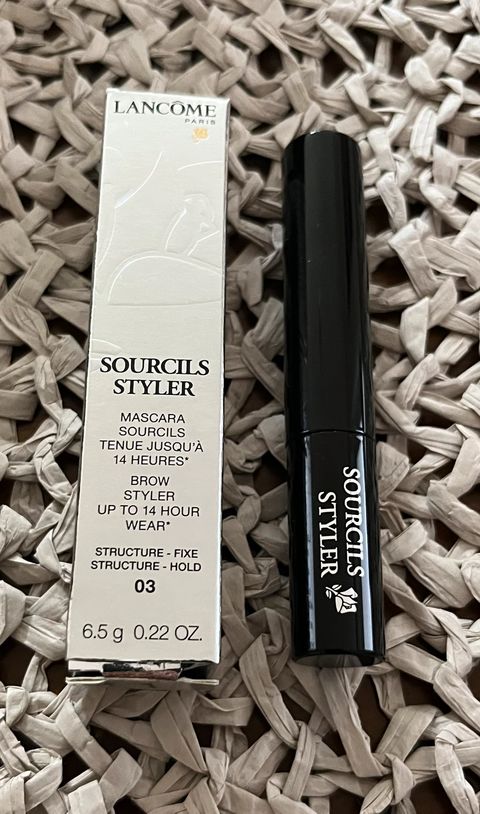 LANCÔME
PARIS
SOURCILS
STYLER
MASCARA
SOURCILS
TENUE JUSQU'À
14 HEURES*
BROW
STYLER
UP TO 14 HOUR
WEAR*
STRUCTURE - FIXE
STRUCTURE - HOLD
03
6.5 g 0.22 OZ.
SOURCILS
STYLER